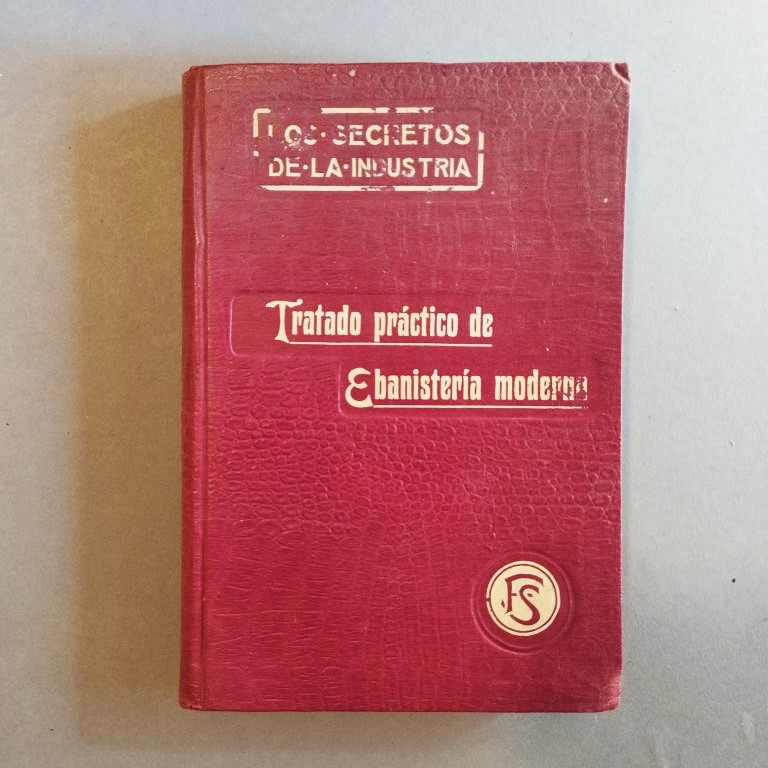 LOS·SECRETOS
DE·LA·INDUSTRIA
Tratado práctico de
Ebanistería moderna
FS